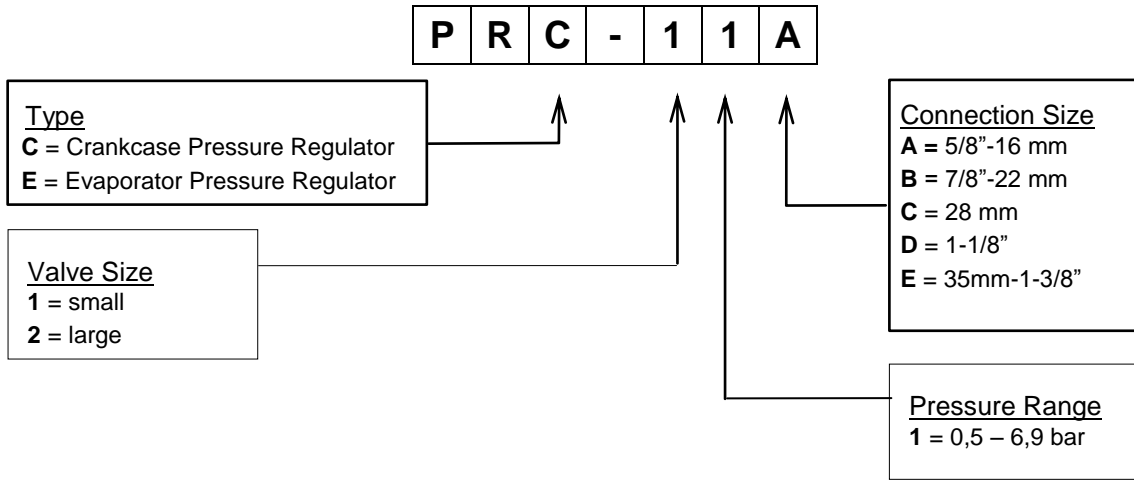 PRC-11A
Type
C = Crankcase Pressure Regulator
E = Evaporator Pressure Regulator
Valve Size
1 = small
2 = large
Connection Size
A = 5/8”-16 mm
B = 7/8”-22 mm
C = 28 mm
D = 1-1/8”
E = 35mm-1-3/8”
Pressure Range
1 = 0,5 – 6,9 bar